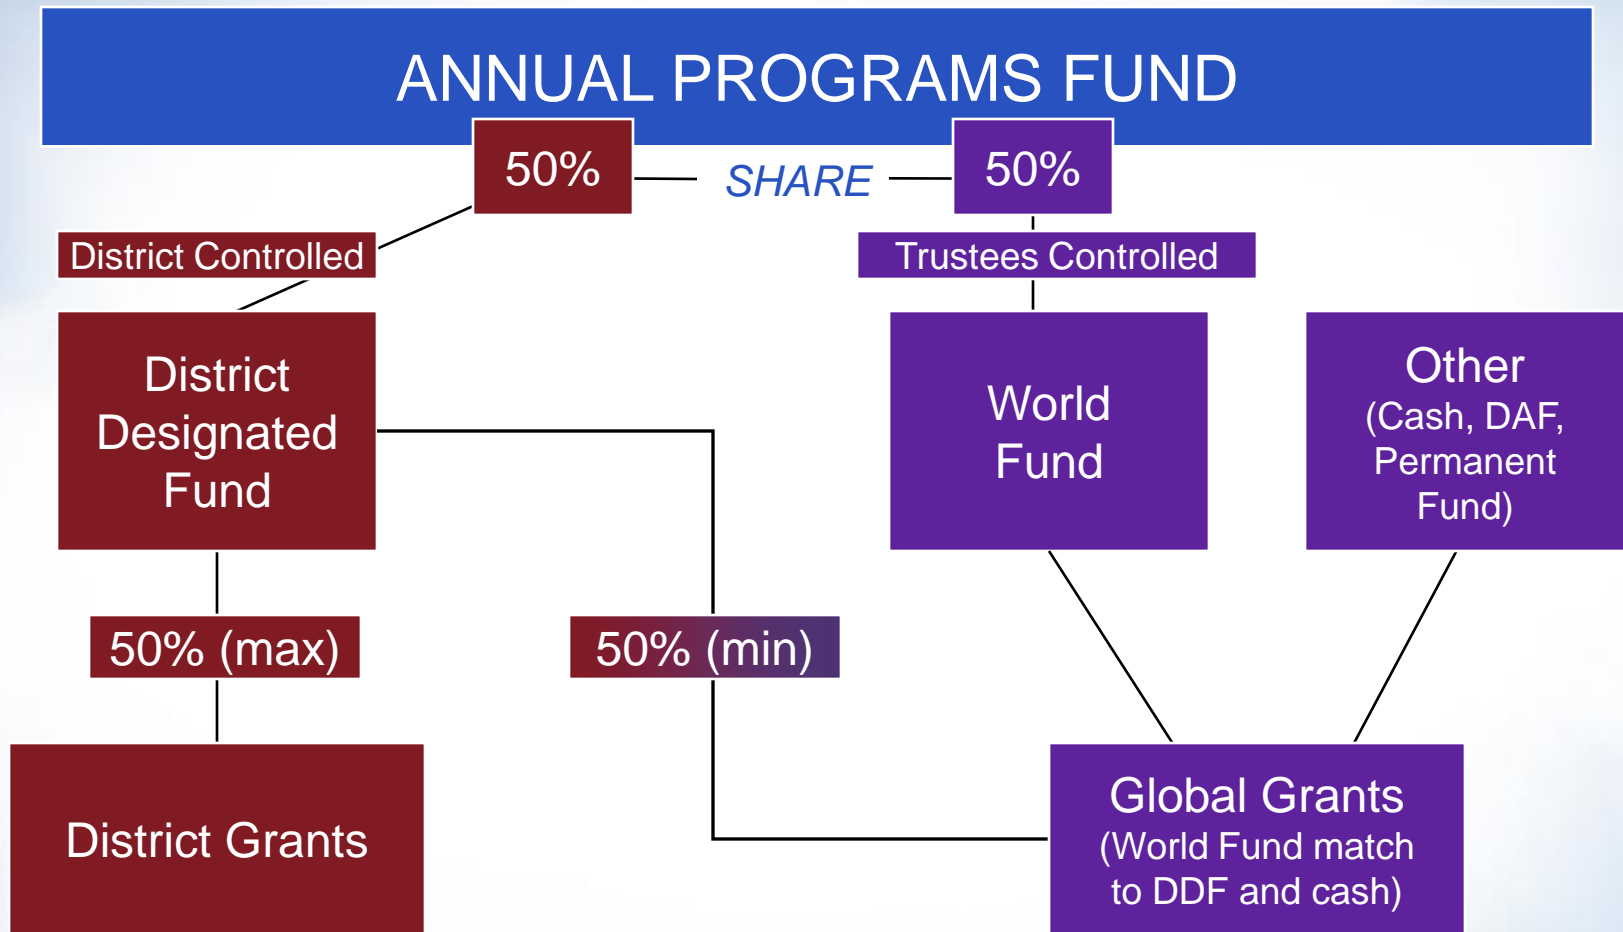 ANNUAL PROGRAMS FUND
50%
SHARE
50%
District Controlled
Trustees Controlled
District
Designated
Fund
World
Fund
Other
(Cash, DAF,
Permanent
Fund)
50% (max)
50% (min)
District Grants
Global Grants
(World Fund match
to DDF and cash)